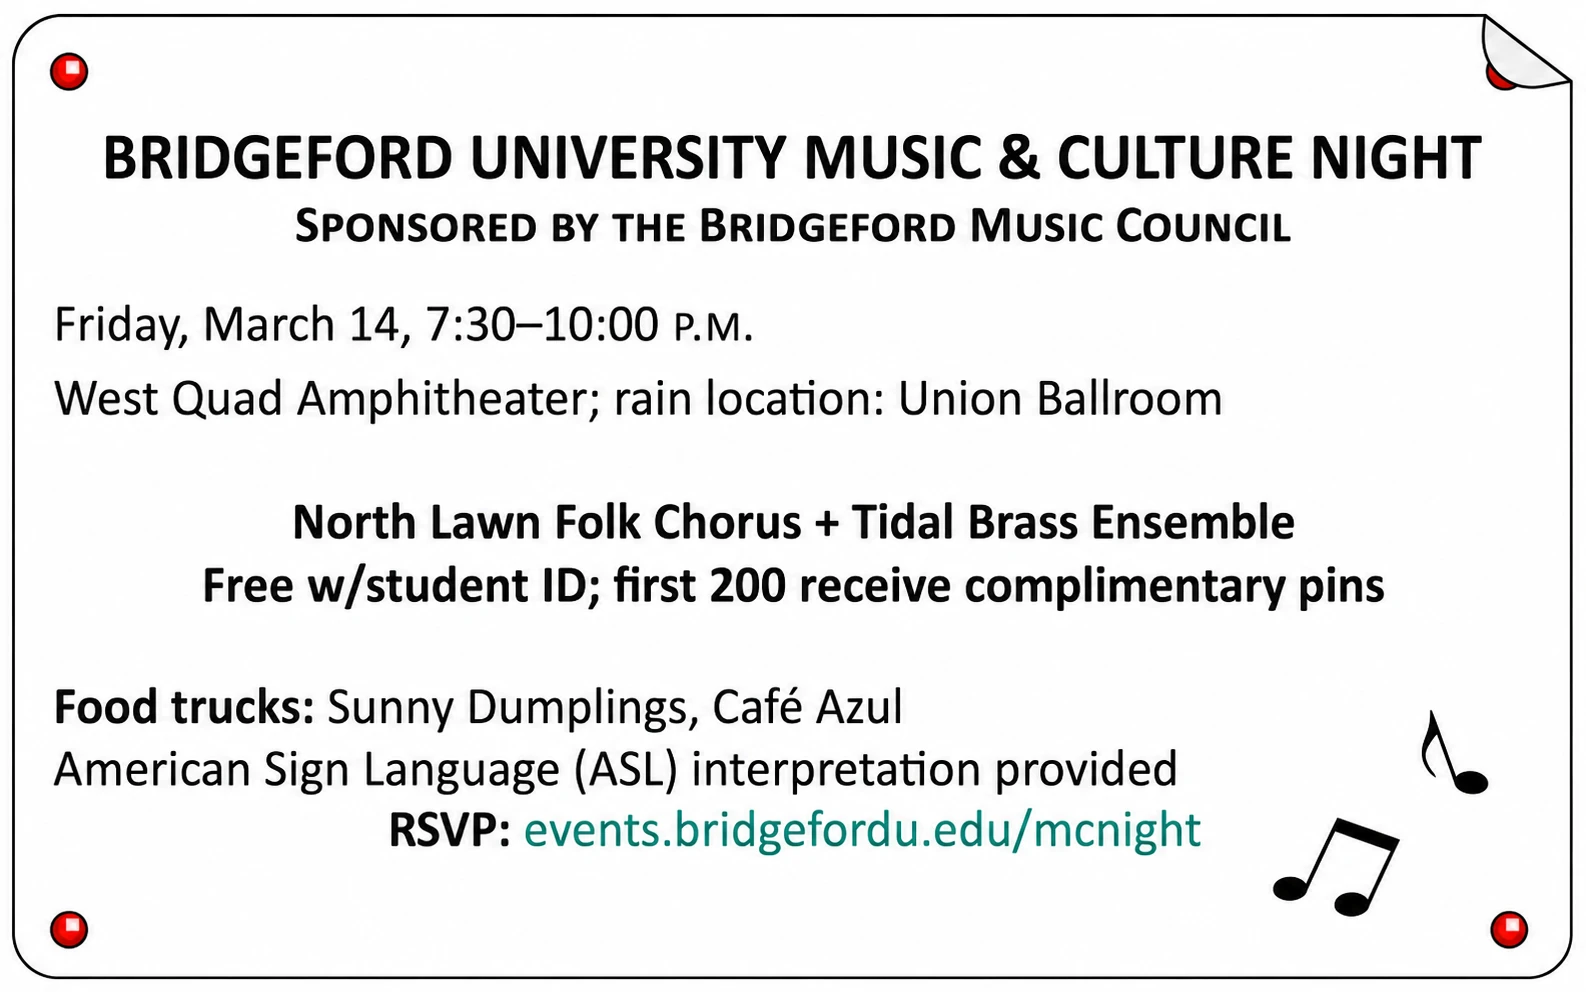 BRIDGEFORD UNIVERSITY MUSIC & CULTURE NIGHT
SPONSORED BY THE BRIDGEFORD MUSIC COUNCIL
Friday, March 14, 7:30–10:00 P.M.
West Quad Amphitheater; rain location: Union Ballroom
North Lawn Folk Chorus + Tidal Brass Ensemble
Free w/student ID; first 200 receive complimentary pins
Food trucks: Sunny Dumplings, Café Azul
American Sign Language (ASL) interpretation provided
RSVP: events.bridgefordu.edu/mcnight